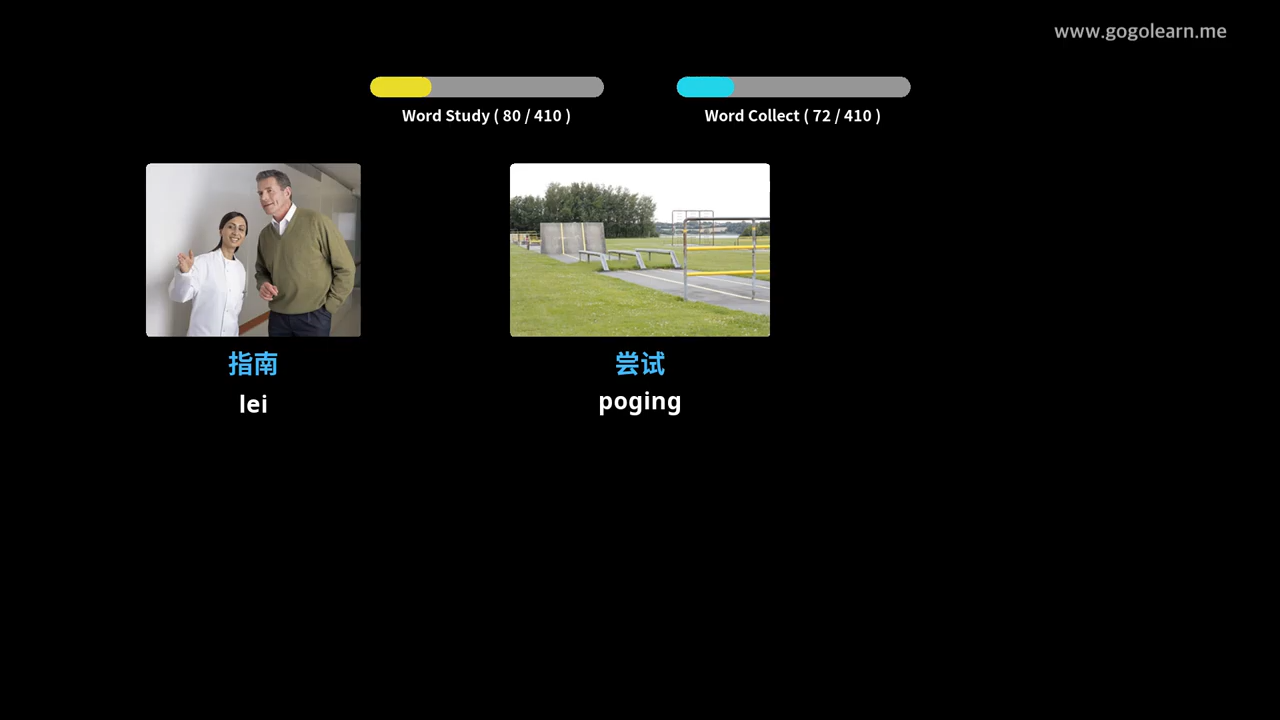 www.gogolearn.me
Word Study ( 80 / 410 )
Word Collect ( 72 / 410 )
指南
lei
尝试
poging